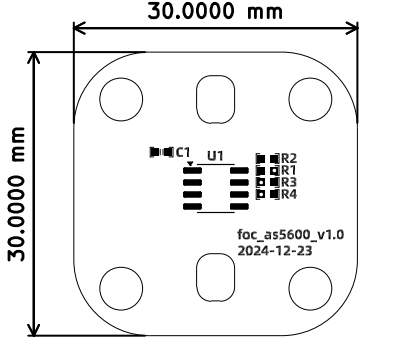 30.0000 mm
30.0000 mm
C1
U1
R2
R1
R3
R4
foc_as5600_v1.0
2024-12-23